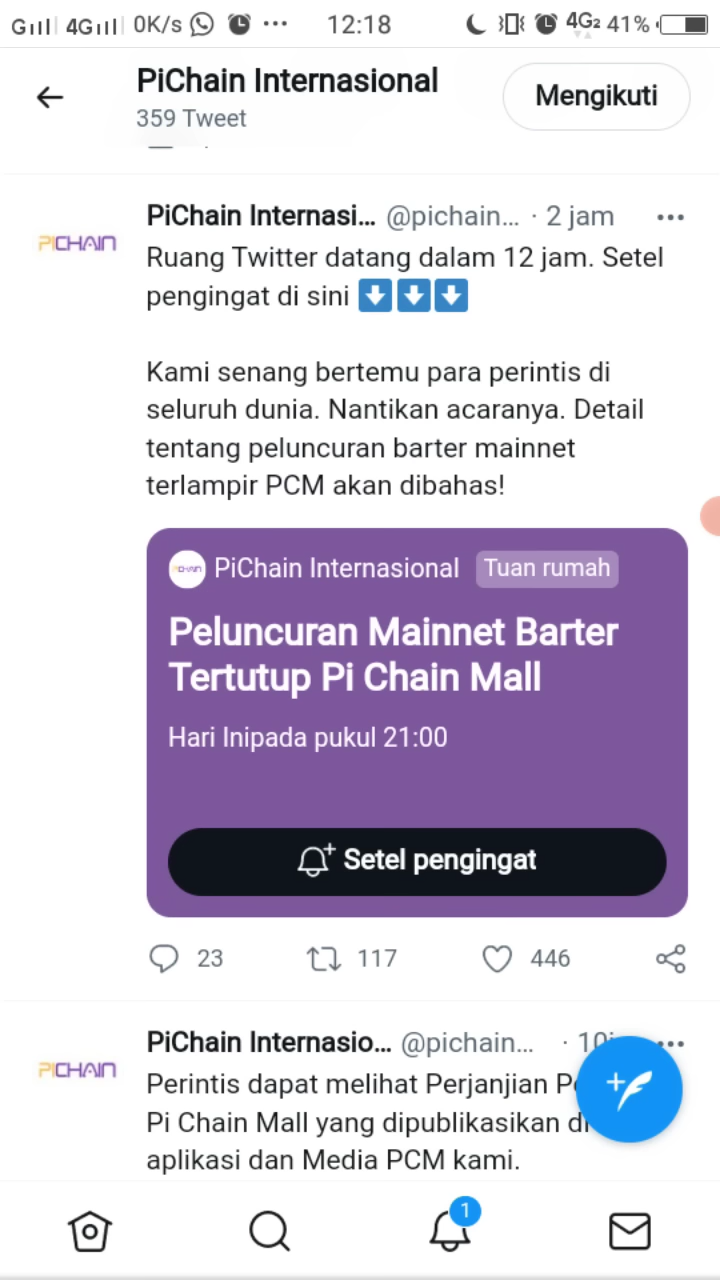 G 4G 0K/s 12:18 4G2 41%
PiChain Internasional
359 Tweet
Mengikuti
PICHAIN
PiChain Internasi... @pichain... · 2 jam
Ruang Twitter datang dalam 12 jam. Setel
pengingat di sini ⬇⬇⬇
Kami senang bertemu para perintis di
seluruh dunia. Nantikan acaranya. Detail
tentang peluncuran barter mainnet
terlampir PCM akan dibahas!
PiChain Internasional Tuan rumah
Peluncuran Mainnet Barter
Tertutup Pi Chain Mall
Hari Inipada pukul 21:00
Setel pengingat
23 117 446
PICHAIN
PiChain Internasio... @pichain... ·
Perintis dapat melihat Perjanjian
Pi Chain Mall yang dipublikasikan
aplikasi dan Media PCM kami.
1